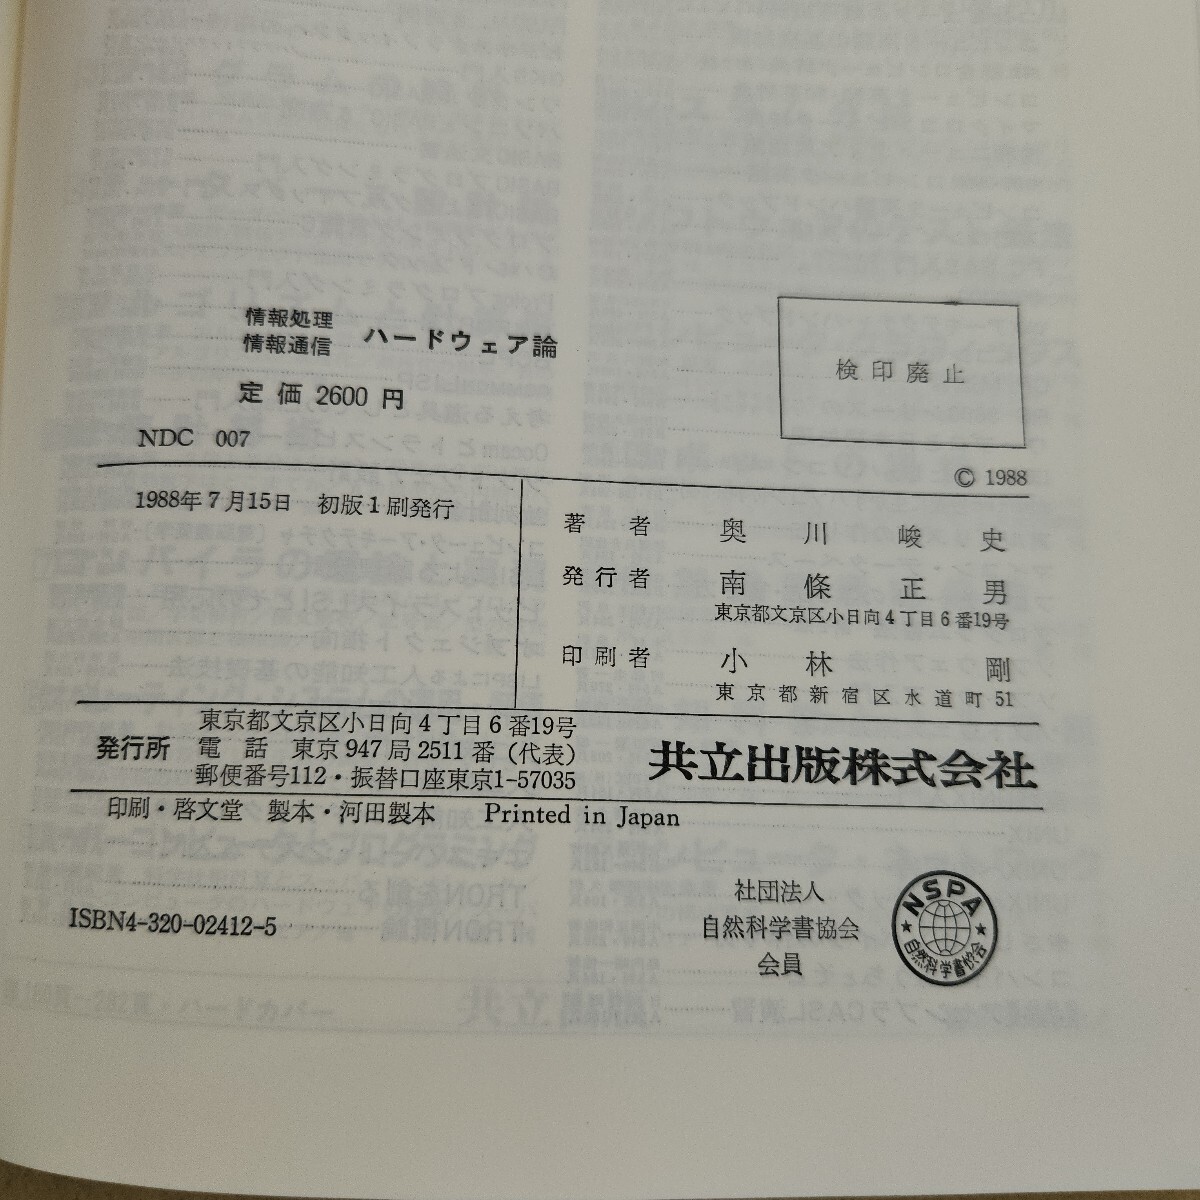 情報処理
情報通信 ハードウェア論
定価 2600 円
NDC 007
検印廃止
© 1988
1988年7月15日 初版1刷発行
著者 奥川峻史
発行者 南條正男
東京都文京区小日向4丁目6番19号
印刷者 小林剛
東京都新宿区水道町51
発行所
東京都文京区小日向4丁目6番19号
電話 東京947局2511番(代表)
郵便番号112・振替口座東京1-57035
共立出版株式会社
印刷・啓文堂 製本・河田製本 Printed in Japan
ISBN4-320-02412-5
社団法人
自然科学書協会
会員
NSPA
自然科学書協会